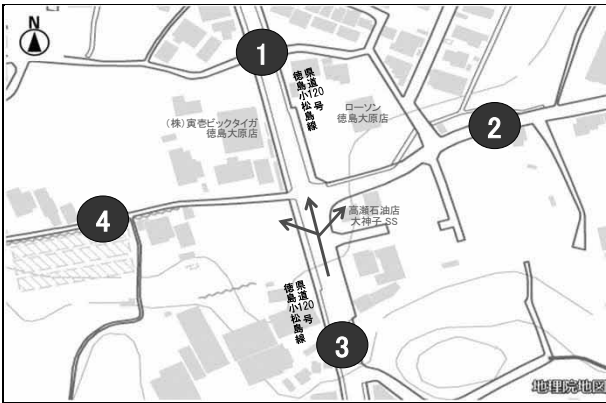 N
1
県道120号
徳島小松島線
ローソン
徳島大原店
(株)寅壱ビックタイガ
徳島大原店
2
4
高瀬石油店
大神子SS
県道120号
徳島小松島線
3
地理院地図